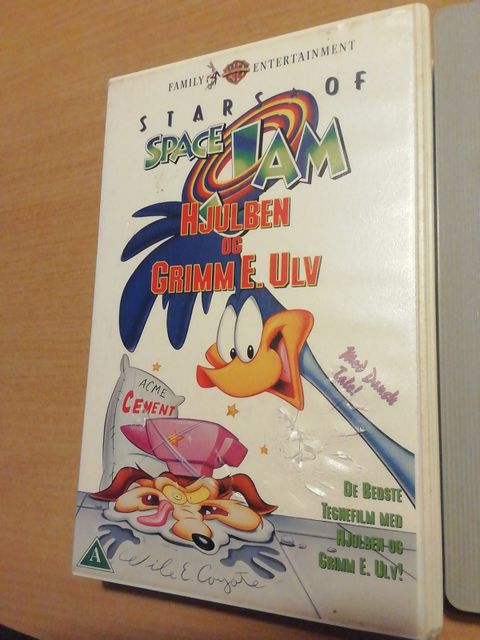 FAMILY ENTERTAINMENT
STARS OF
SPACE JAM
HJULBEN
OG
GRIMM E. ULV
Med Dansk
Tale!
ACME
CEMENT
DE BEDSTE
TEGNEFILM MED
HJULBEN OG
GRIMM E. ULV!
A
Wile E Coyote